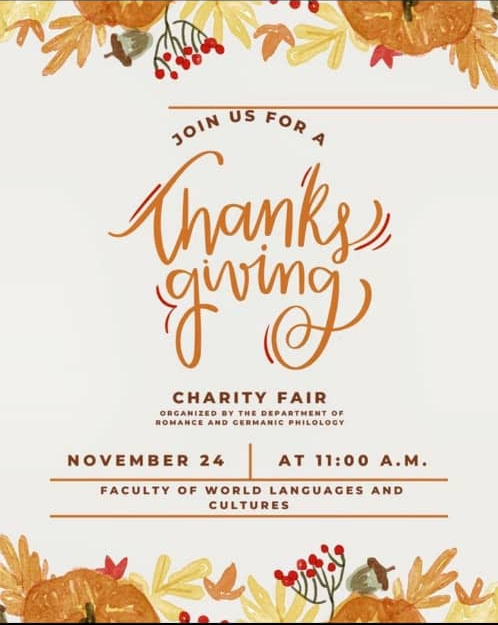 JOIN US FOR A
Thanks
giving
CHARITY FAIR
ORGANIZED BY THE DEPARTMENT OF
ROMANCE AND GERMANIC PHILOLOGY
NOVEMBER 24 AT 11:00 A.M.
FACULTY OF WORLD LANGUAGES AND
CULTURES